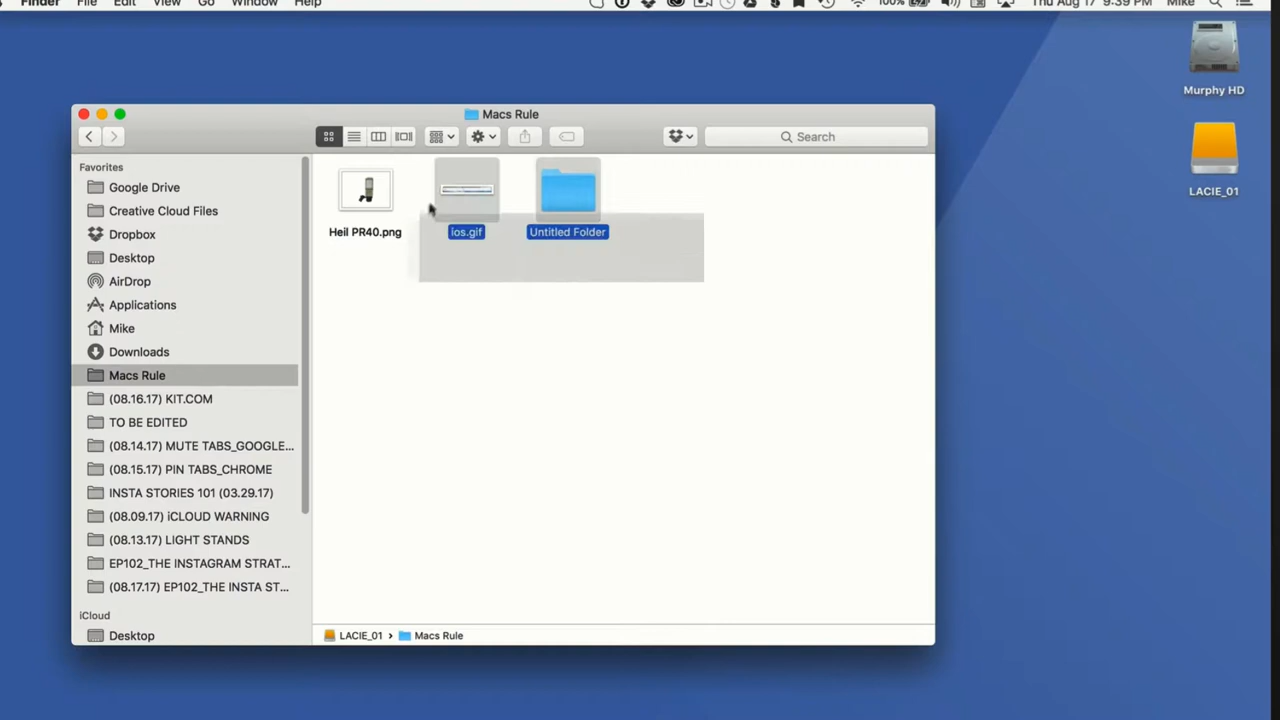 Finder File Edit View Go Window Help 100% Thu Aug 17 9:39 PM Mike
Murphy HD
LACIE_01
Macs Rule
Search
Favorites
Google Drive
Creative Cloud Files
Dropbox
Desktop
AirDrop
Applications
Mike
Downloads
Macs Rule
(08.16.17) KIT.COM
TO BE EDITED
(08.14.17) MUTE TABS_GOOGLE...
(08.15.17) PIN TABS_CHROME
INSTA STORIES 101 (03.29.17)
(08.09.17) iCLOUD WARNING
(08.13.17) LIGHT STANDS
EP102_THE INSTAGRAM STRAT...
(08.17.17) EP102_THE INSTA ST...
iCloud
Desktop
Heil PR40.png
ios.gif
Untitled Folder
LACIE_01 › Macs Rule